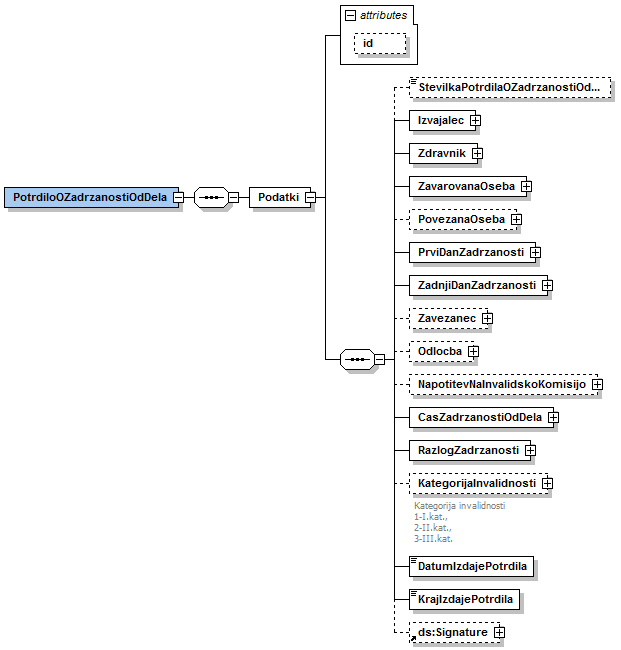 attributes
id
StevilkaPotrdilaOZadrzanostiOd...
Izvajalec
Zdravnik
ZavarovanaOseba
PotrdiloOZadrzanostiOdDela
Podatki
PovezanaOseba
PrviDanZadrzanosti
ZadnjiDanZadrzanosti
Zavezanec
Odlocba
NapotitevNaInvalidskoKomisijo
CasZadrzanostiOdDela
RazlogZadrzanosti
KategorijaInvalidnosti
Kategorija invalidnosti
1-I.kat.,
2-II.kat.,
3-III.kat.
DatumIzdajePotrdila
KrajIzdajePotrdila
ds:Signature